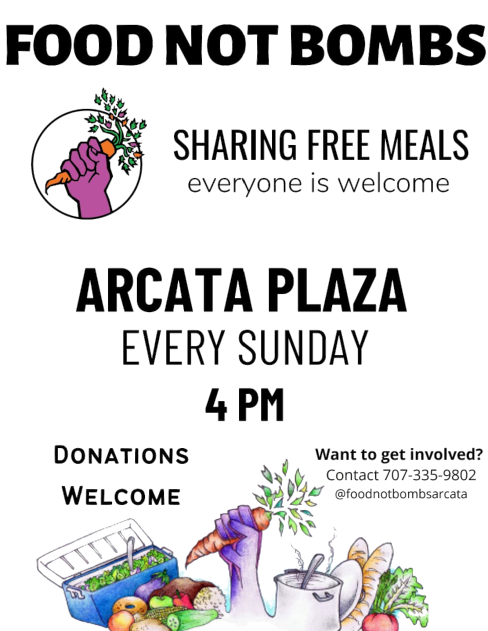 FOOD NOT BOMBS
SHARING FREE MEALS
everyone is welcome
ARCATA PLAZA
EVERY SUNDAY
4 PM
DONATIONS
WELCOME
Want to get involved?
Contact 707-335-9802
@foodnotbombsarcata